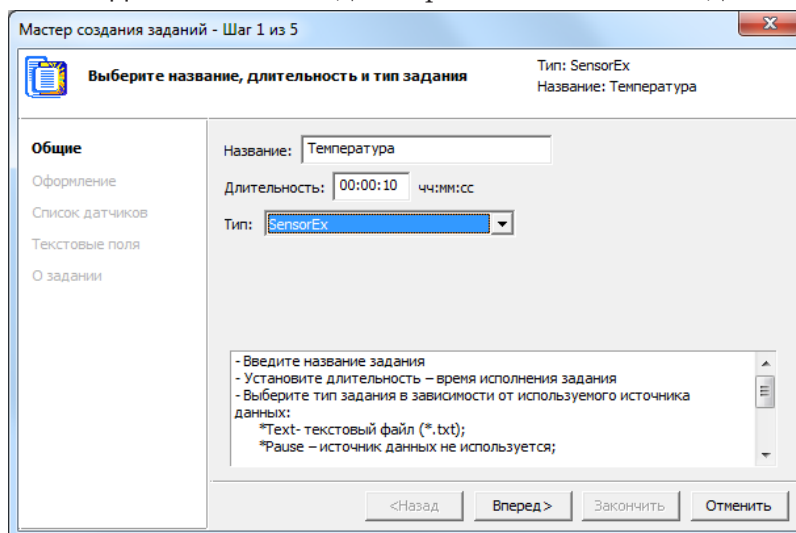 Мастер создания заданий - Шаг 1 из 5
Выберите название, длительность и тип задания
Тип: SensorEx
Название: Температура
Общие
Оформление
Список датчиков
Текстовые поля
О задании
Название: Температура
Длительность: 00:00:10 чч:мм:сс
Тип: SensorEx
- Введите название задания
- Установите длительность – время исполнения задания
- Выберите тип задания в зависимости от используемого источника
данных:
*Text- текстовый файл (*.txt);
*Pause – источник данных не используется;
<Назад Вперед> Закончить Отменить